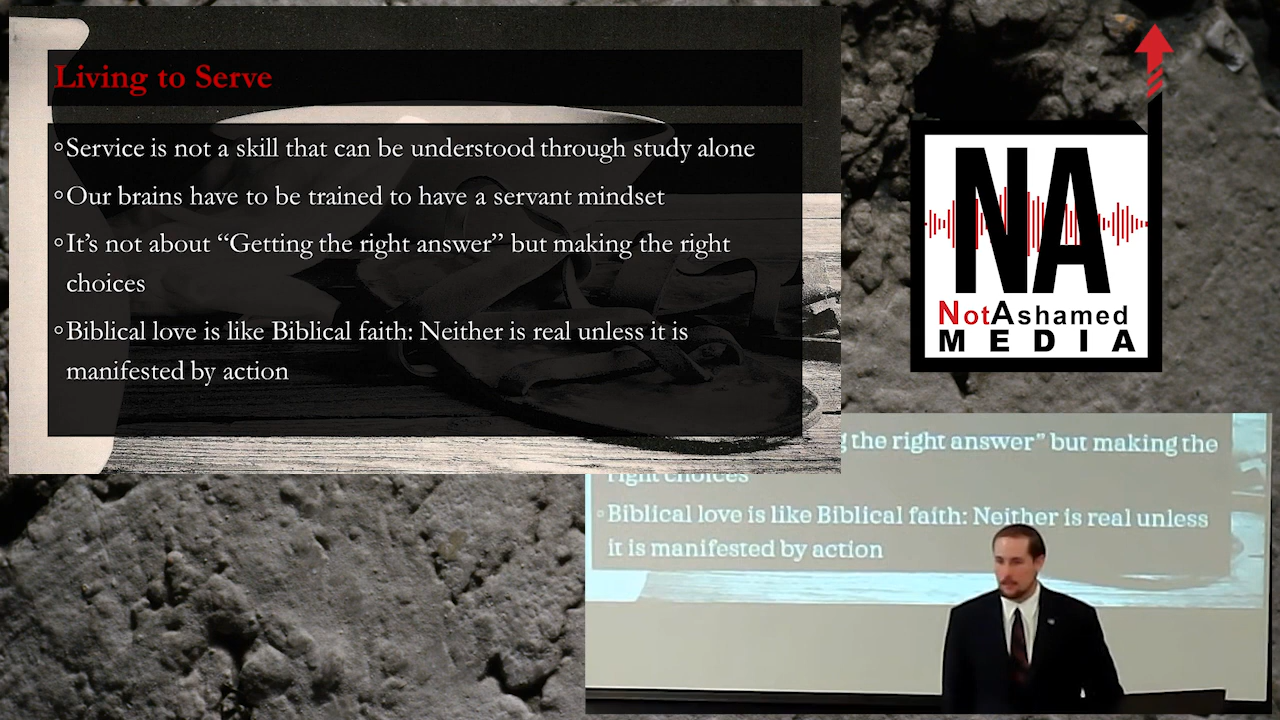 Living to Serve
◦Service is not a skill that can be understood through study alone
◦Our brains have to be trained to have a servant mindset
◦It’s not about “Getting the right answer” but making the right
choices
◦Biblical love is like Biblical faith: Neither is real unless it is
manifested by action
NA
NotAshamed
MEDIA
the right answer” but making the
right choices
◦Biblical love is like Biblical faith: Neither is real unless
it is manifested by action